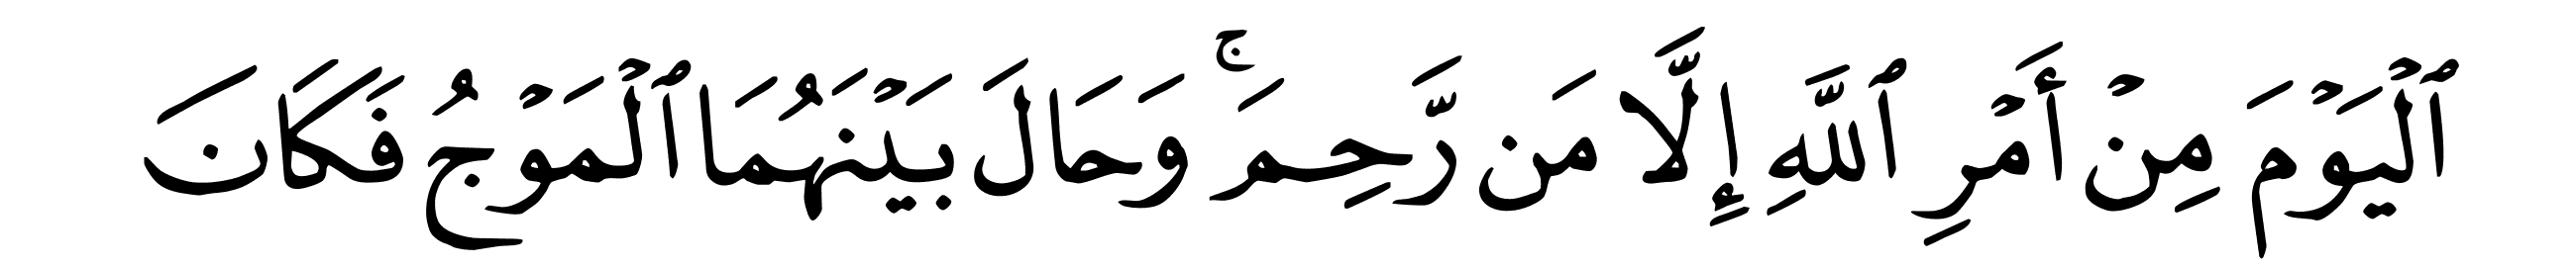 ٱلْيَوْمَ مِنْ أَمْرِ ٱللَّهِ إِلَّا مَن رَّحِمَ ۚ وَحَالَ بَيْنَهُمَا ٱلْمَوْجُ فَكَانَ